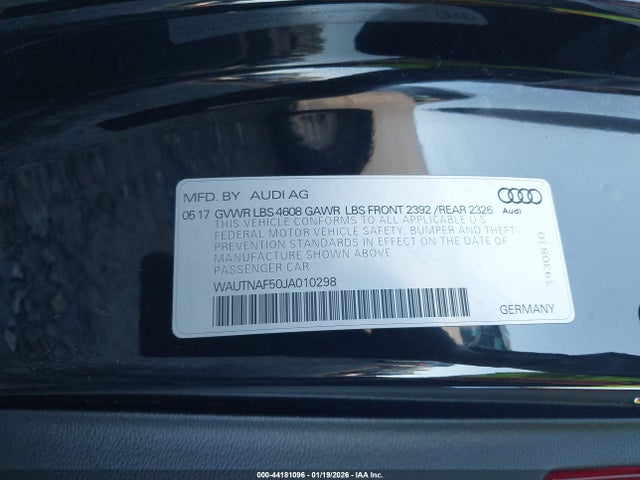 MFD. BY AUDI AG
05 17 GVWR LBS 4608 GAWR LBS FRONT 2392 /REAR 2326
THIS VEHICLE CONFORMS TO ALL APPLICABLE U.S.
FEDERAL MOTOR VEHICLE SAFETY, BUMPER AND THEFT
PREVENTION STANDARDS IN EFFECT ON THE DATE OF
MANUFACTURE SHOWN ABOVE.
PASSENGER CAR
WAUTNAF50JA010298
Audi
1930810
GERMANY
000-44181096 - 01/19/2026 - IAA Inc.